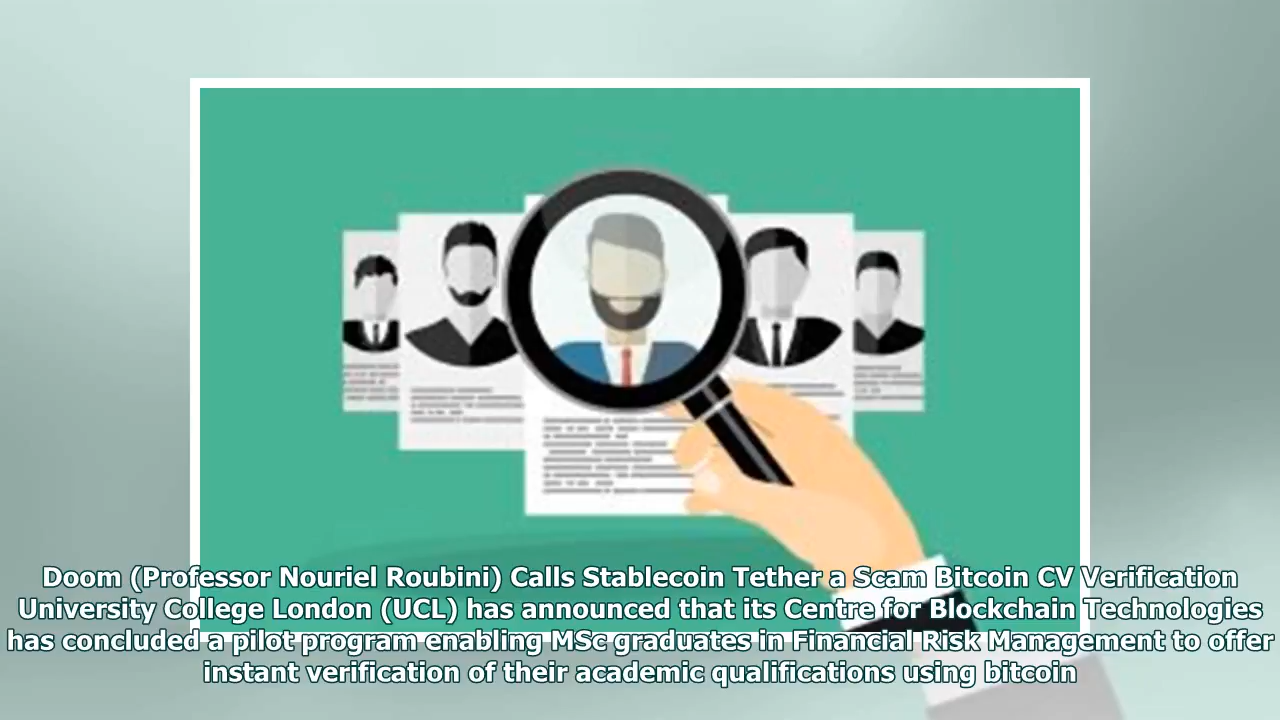 Doom (Professor Nouriel Roubini) Calls Stablecoin Tether a Scam Bitcoin CV Verification
University College London (UCL) has announced that its Centre for Blockchain Technologies
has concluded a pilot program enabling MSc graduates in Financial Risk Management to offer
instant verification of their academic qualifications using bitcoin